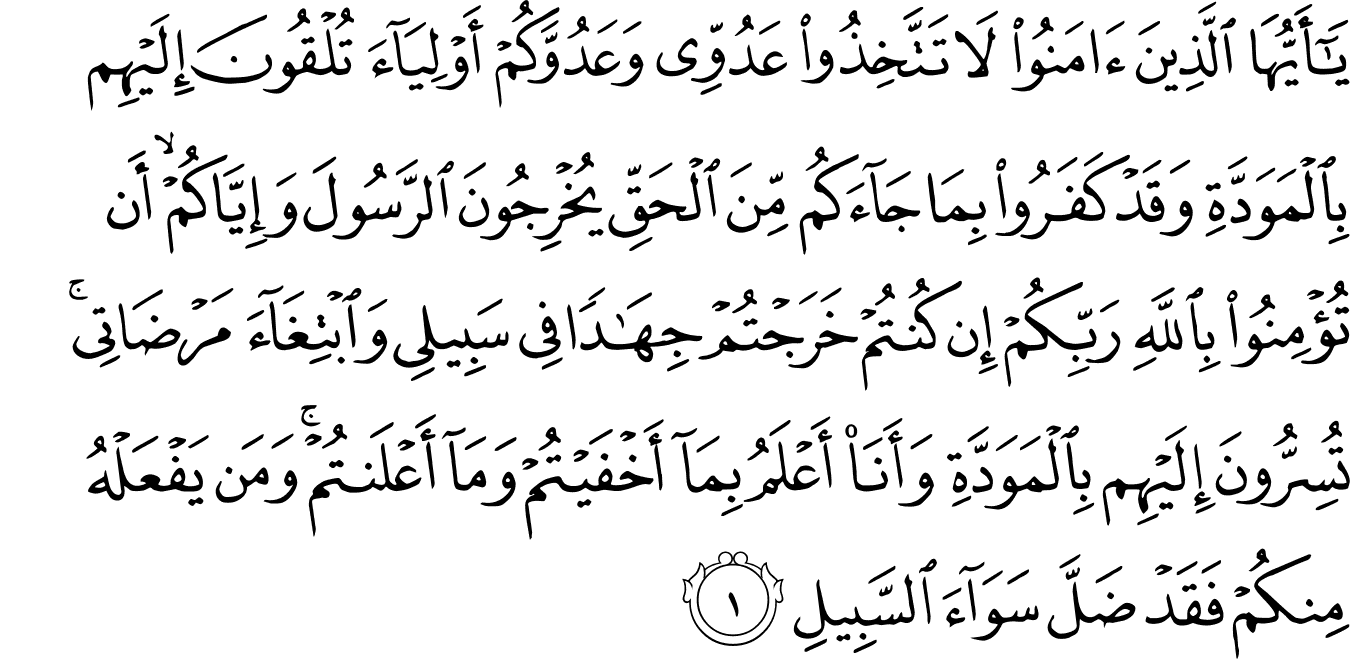 يَـٰٓأَيُّهَا ٱلَّذِينَ ءَامَنُوا۟ لَا تَتَّخِذُوا۟ عَدُوِّى وَعَدُوَّكُمْ أَوْلِيَآءَ تُلْقُونَ إِلَيْهِم
بِٱلْمَوَدَّةِ وَقَدْ كَفَرُوا۟ بِمَا جَآءَكُم مِّنَ ٱلْحَقِّ يُخْرِجُونَ ٱلرَّسُولَ وَإِيَّاكُمْ ۙ أَن
تُؤْمِنُوا۟ بِٱللَّهِ رَبِّكُمْ إِن كُنتُمْ خَرَجْتُمْ جِهَـٰدًا فِى سَبِيلِى وَٱبْتِغَآءَ مَرْضَاتِى ۚ
تُسِرُّونَ إِلَيْهِم بِٱلْمَوَدَّةِ وَأَنَا۠ أَعْلَمُ بِمَآ أَخْفَيْتُمْ وَمَآ أَعْلَنتُمْ ۚ وَمَن يَفْعَلْهُ
مِنكُمْ فَقَدْ ضَلَّ سَوَآءَ ٱلسَّبِيلِ ١